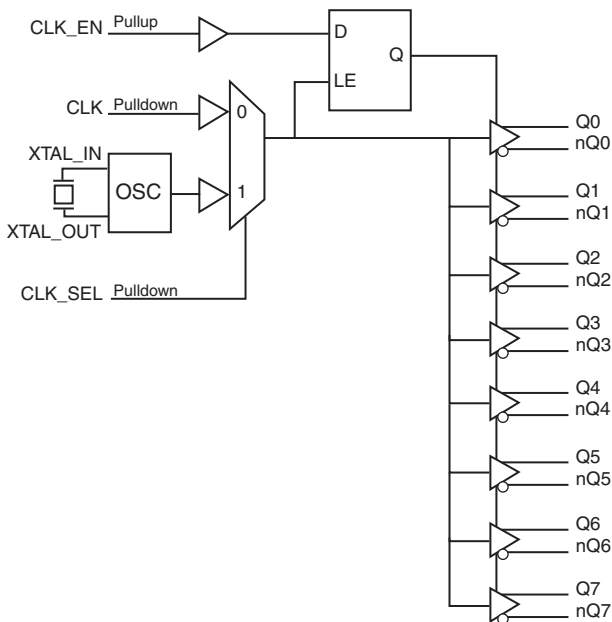 CLK_EN Pullup
D
Q
LE
CLK Pulldown
0
XTAL_IN
OSC
1
XTAL_OUT
CLK_SEL Pulldown
Q0
nQ0
Q1
nQ1
Q2
nQ2
Q3
nQ3
Q4
nQ4
Q5
nQ5
Q6
nQ6
Q7
nQ7